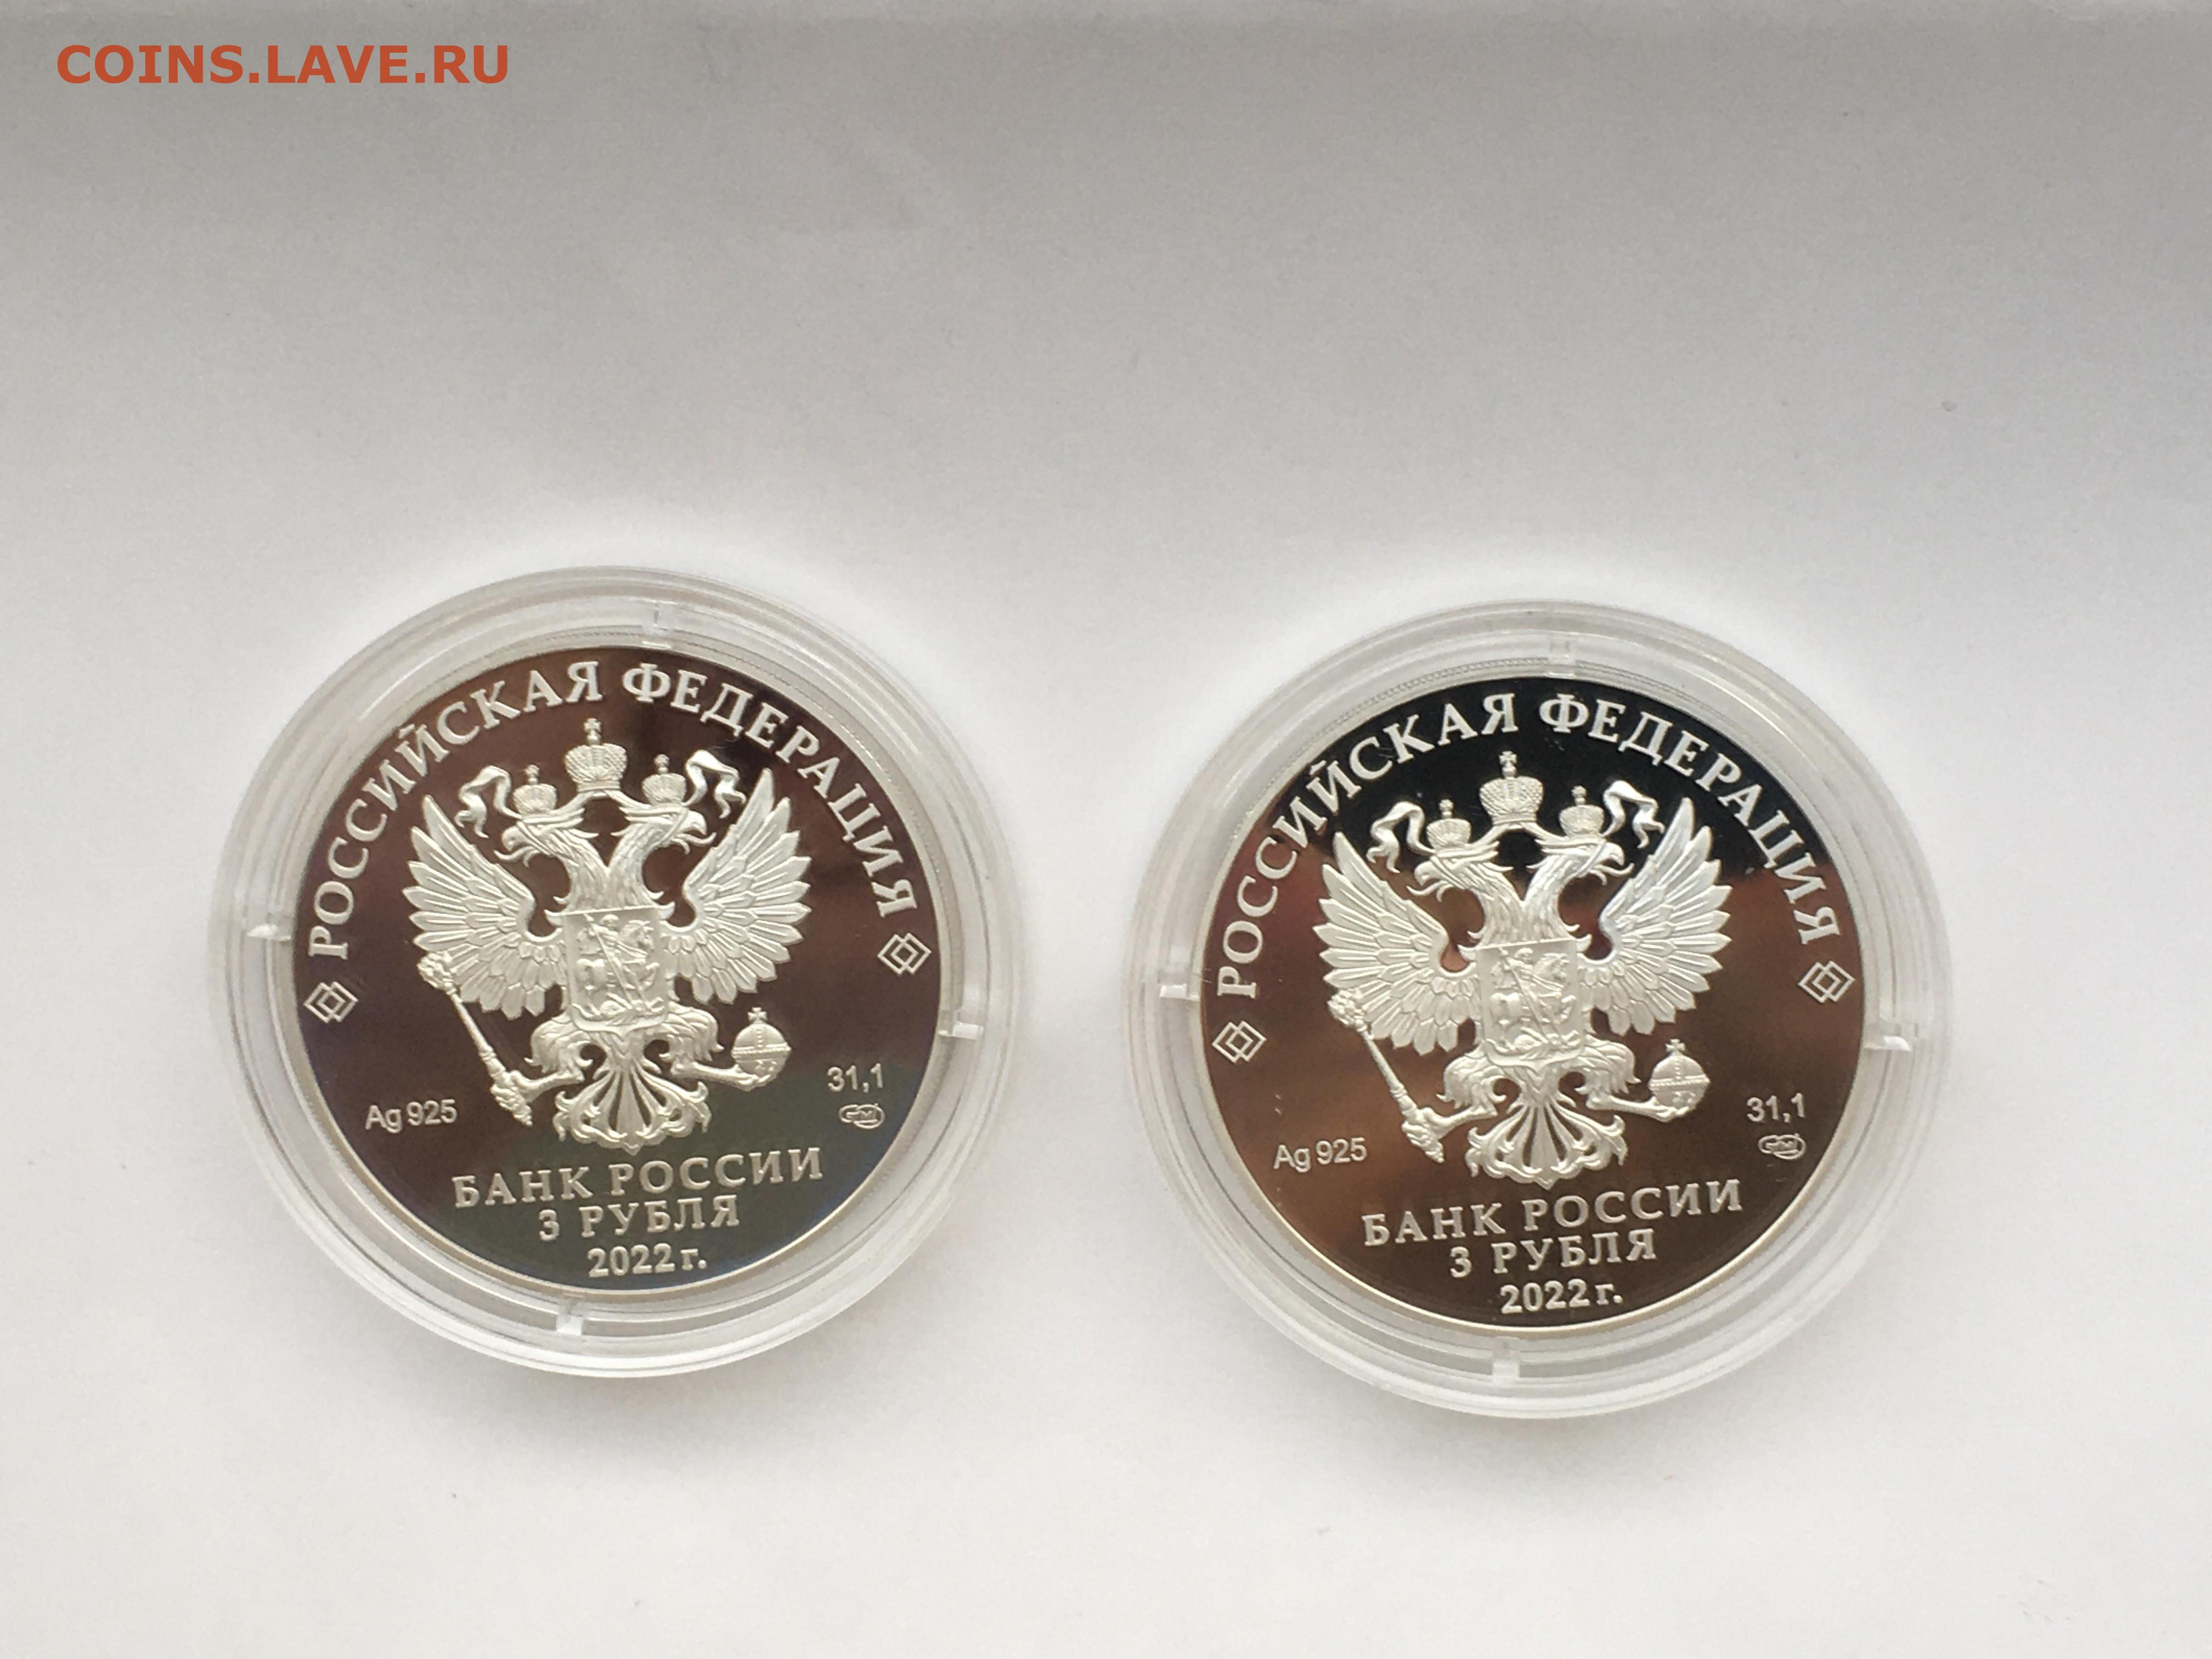 COINS.LAVE.RU
РОССИЙСКАЯ ФЕДЕРАЦИЯ
Ag 925
31,1
БАНК РОССИИ
3 РУБЛЯ
2022 г.
РОССИЙСКАЯ ФЕДЕРАЦИЯ
Ag 925
31,1
БАНК РОССИИ
3 РУБЛЯ
2022 г.